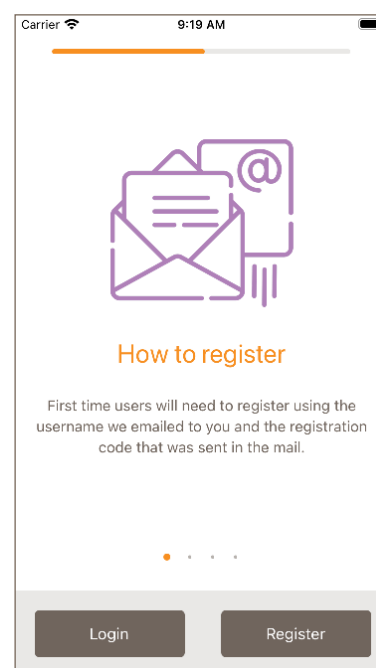 Carrier 9:19 AM
@
How to register
First time users will need to register using the
username we emailed to you and the registration
code that was sent in the mail.
Login Register